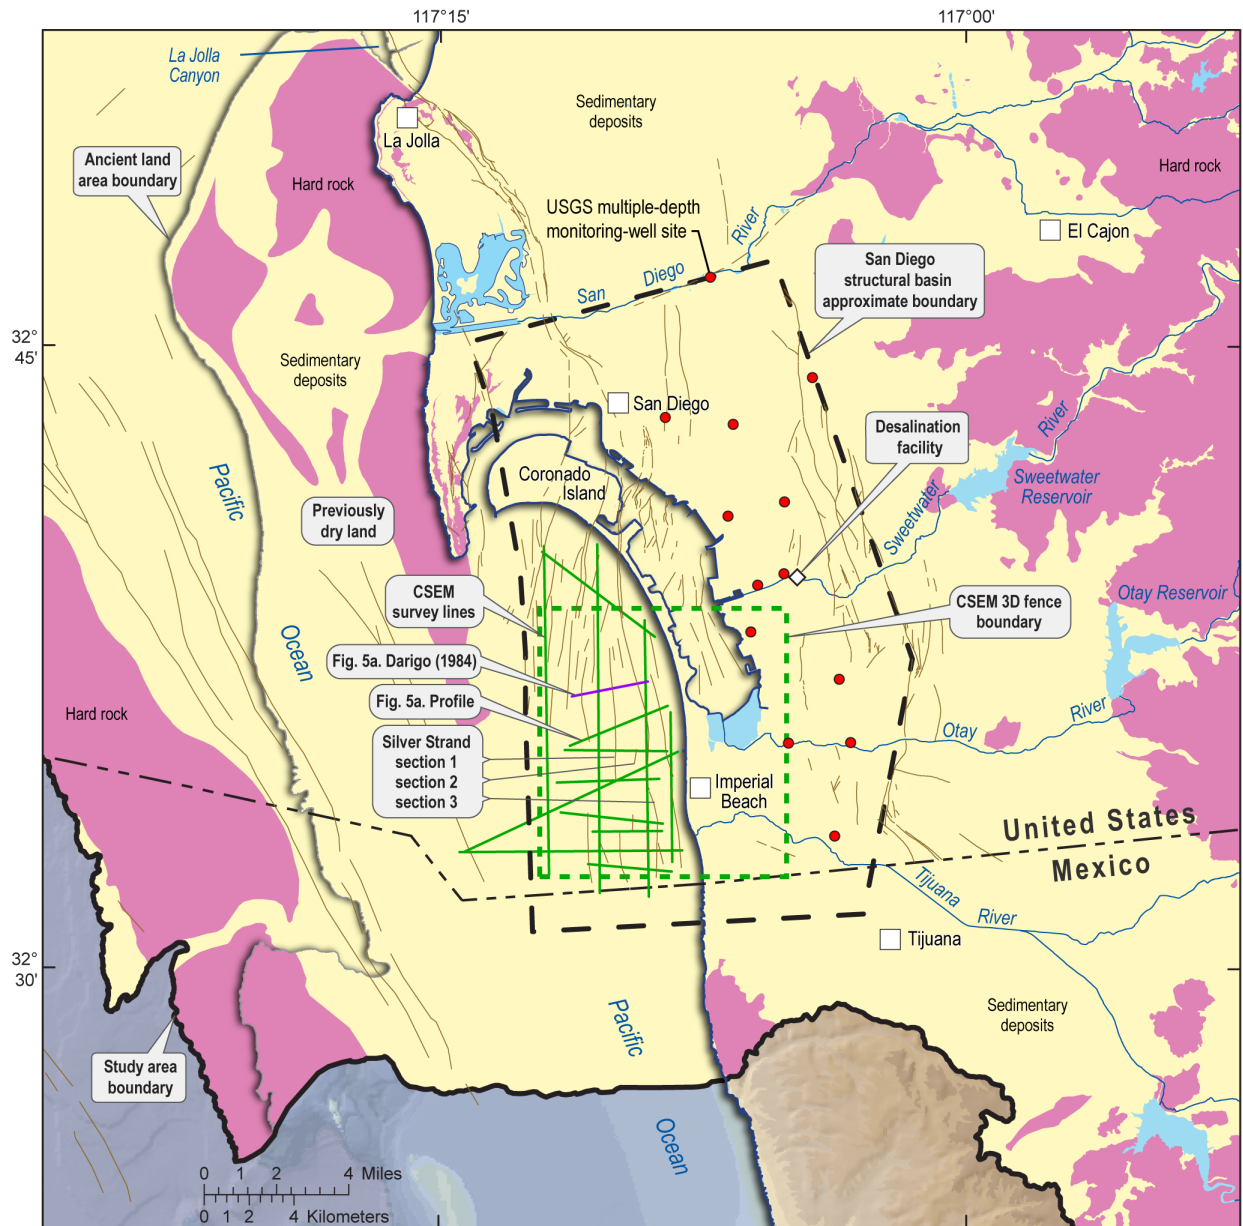 117°15'
117°00'
La Jolla
Canyon
Sedimentary
deposits
La Jolla
Ancient land
area boundary
Hard rock
Hard rock
USGS multiple-depth
monitoring-well site
River
El Cajon
San Diego
structural basin
approximate boundary
Diego
San
32°
45'
Sedimentary
deposits
San Diego
River
Desalination
facility
Coronado
Island
Sweetwater
Reservoir
Pacific
Sweetwater
Previously
dry land
CSEM
survey lines
Otay Reservoir
CSEM 3D fence
boundary
Ocean
Fig. 5a. Darigo (1984)
Fig. 5a. Profile
Hard rock
River
Otay
Silver Strand
section 1
section 2
section 3
Imperial
Beach
United States
Mexico
Tijuana
River
Tijuana
32°
30'
Pacific
Sedimentary
deposits
Study area
boundary
Ocean
0 1 2 4 Miles
0 1 2 4 Kilometers